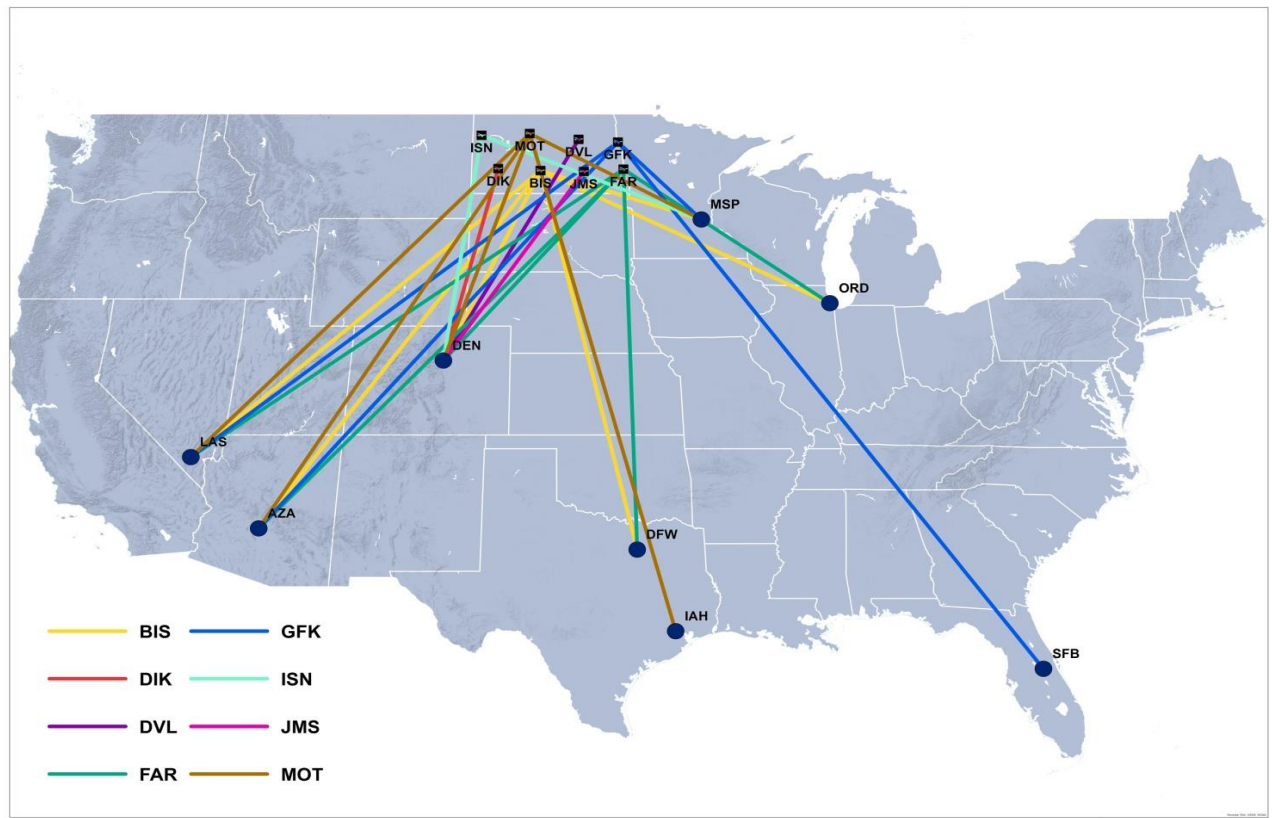 ISN
MOT
DVL
GFK
DIK
BIS
JMS
FAR
MSP
ORD
DEN
LAS
AZA
DFW
IAH
SFB
BIS GFK
DIK ISN
DVL JMS
FAR MOT